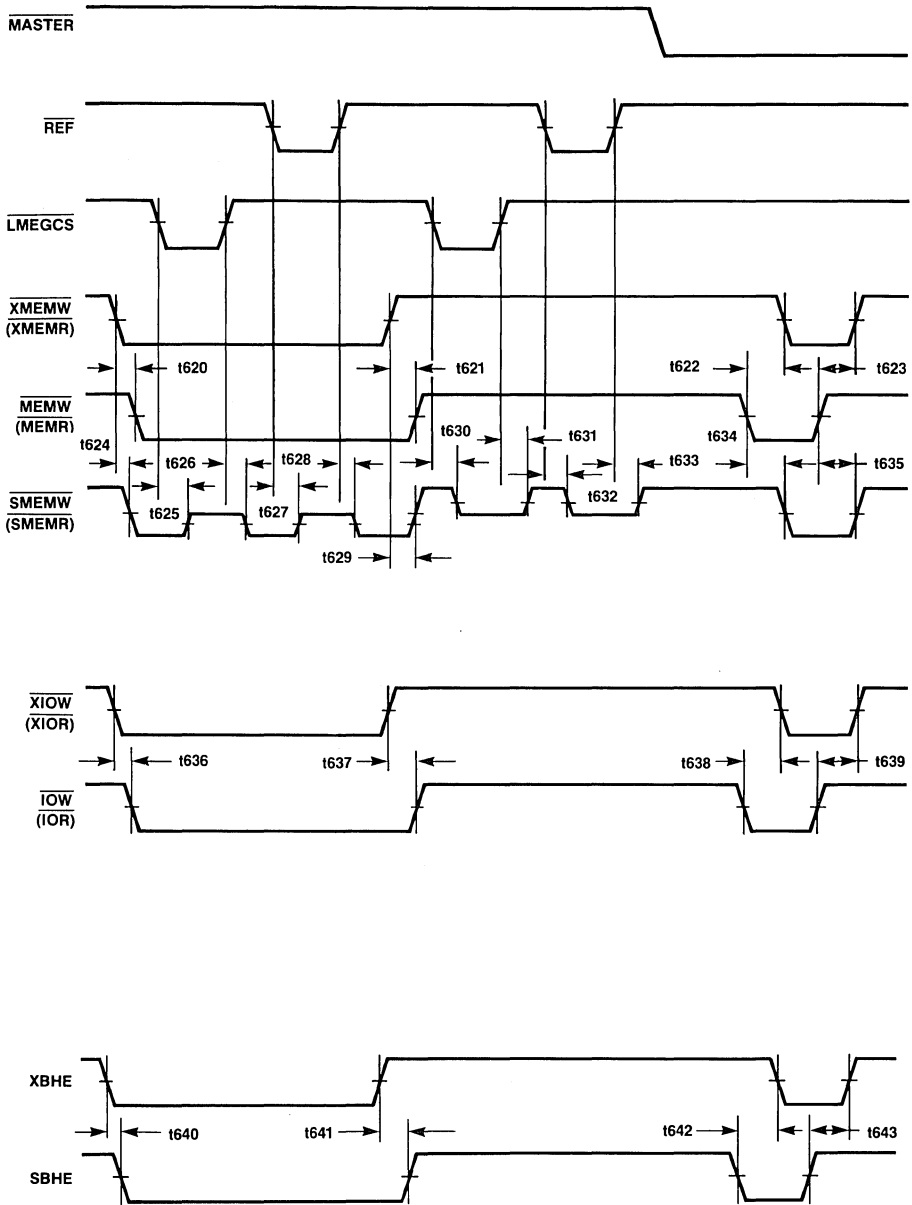 MASTER
REF
LMEGCS
XMEMW
(XMEMR)
t620 t621 t622 t623
MEMW
(MEMR)
t624 t626 t628 t630 t631 t634 t633 t635
SMEMW
(SMEMR)
t625 t627 t632
t629
XIOW
(XIOR)
t636 t637 t638 t639
IOW
(IOR)
XBHE
t640 t641 t642 t643
SBHE